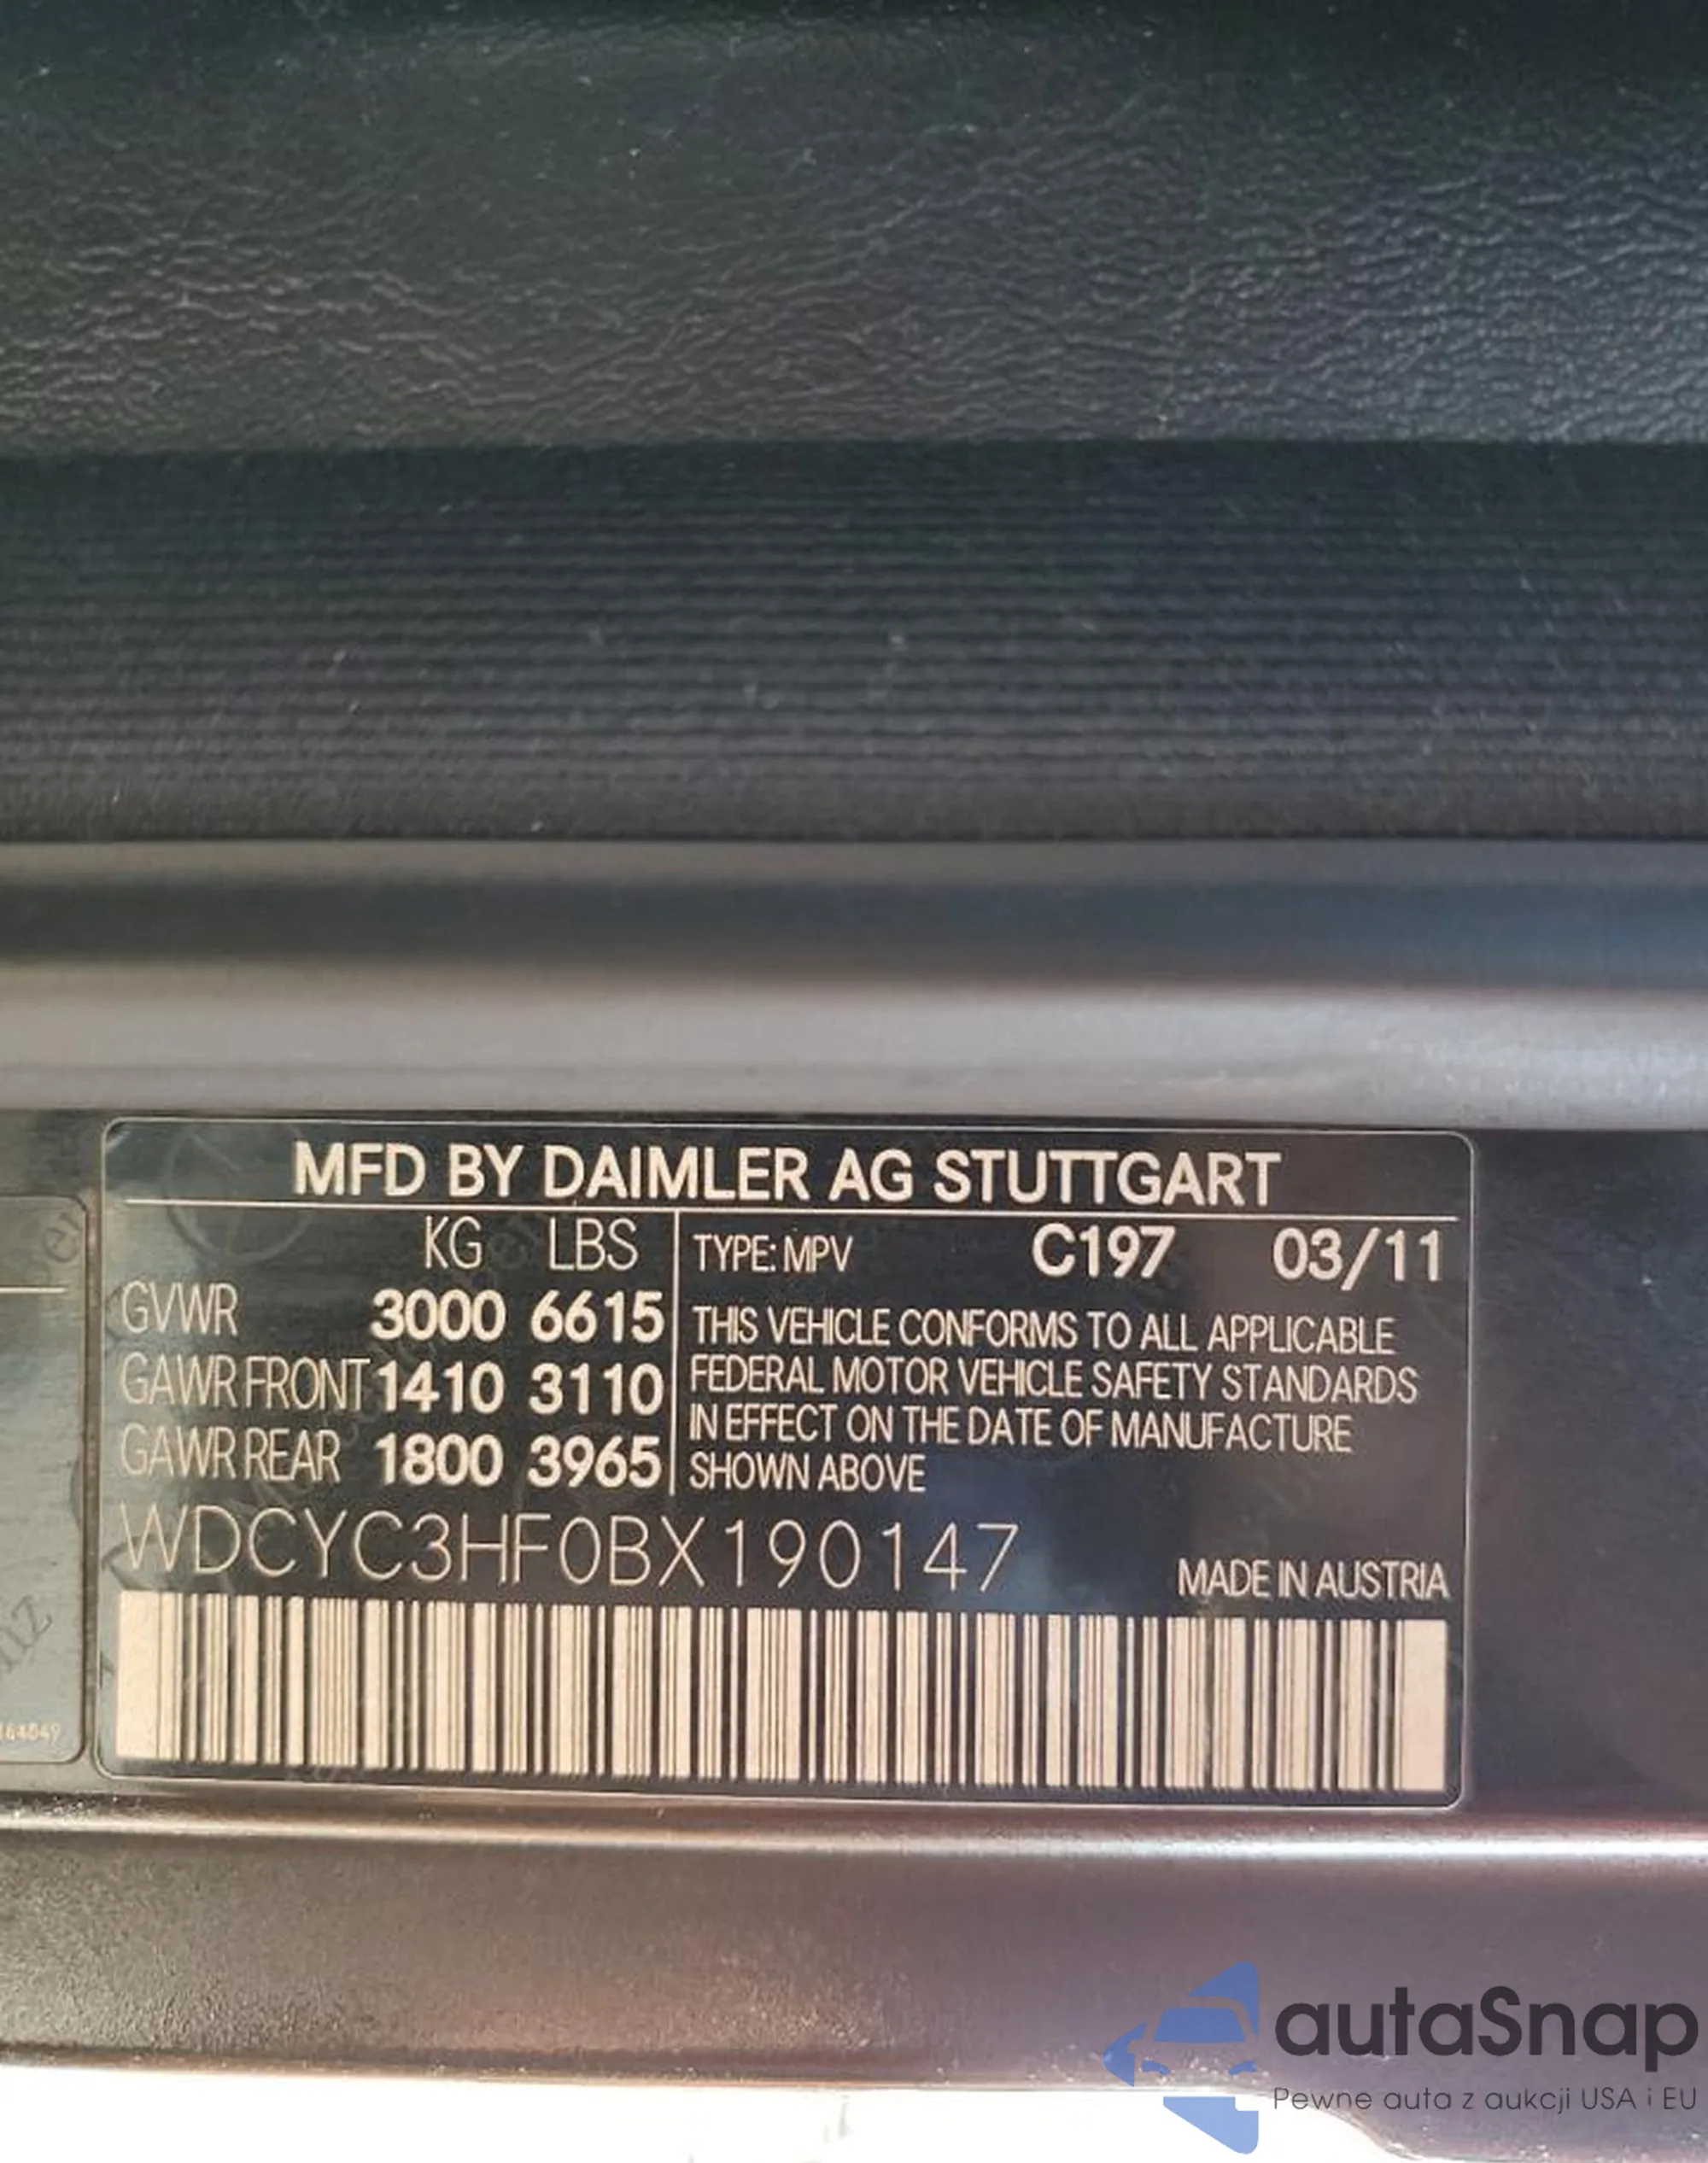 MFD BY DAIMLER AG STUTTGART
KG LBS
GVWR 3000 6615
GAWR FRONT 1410 3110
GAWR REAR 1800 3965
TYPE: MPV C197 03/11
THIS VEHICLE CONFORMS TO ALL APPLICABLE
FEDERAL MOTOR VEHICLE SAFETY STANDARDS
IN EFFECT ON THE DATE OF MANUFACTURE
SHOWN ABOVE
WDCYC3HF0BX190147
MADE IN AUSTRIA
autaSnap
Pewne auta z aukcji USA i EU